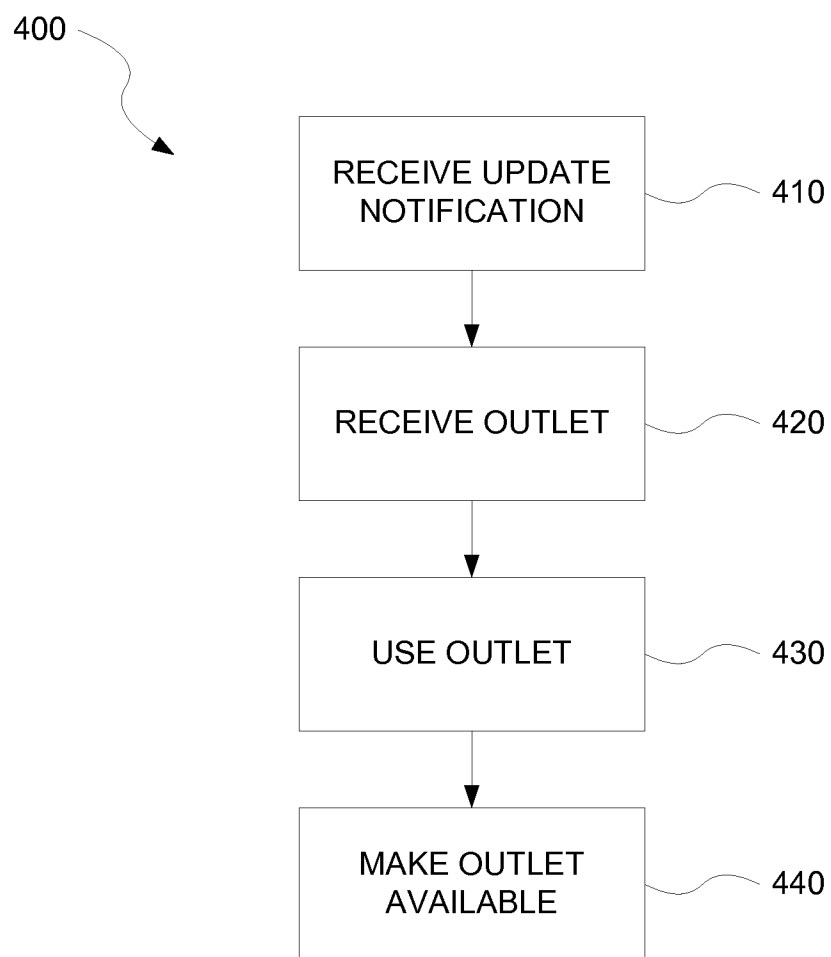 400
RECEIVE UPDATE
NOTIFICATION
410
RECEIVE OUTLET
420
USE OUTLET
430
MAKE OUTLET
AVAILABLE
440